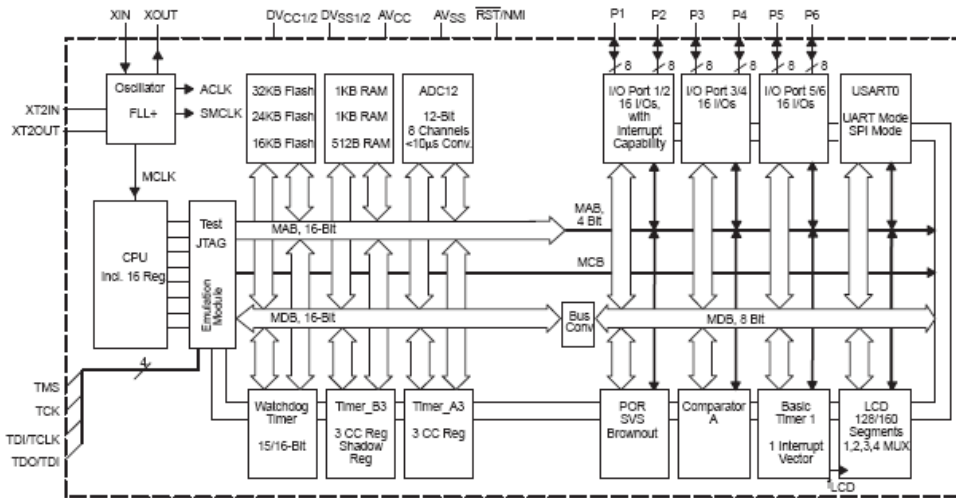 XIN
XOUT
DVCC1/2
DVSS1/2
AVCC
AVSS
RST/NMI
P1
P2
P3
P4
P5
P6
8
8
8
8
8
8
XT2IN
XT2OUT
Oscillator
FLL+
ACLK
SMCLK
MCLK
32KB Flash
24KB Flash
16KB Flash
1KB RAM
1KB RAM
512B RAM
ADC12
12-Bit
8 Channels
<10µs Conv.
I/O Port 1/2
16 I/Os,
with
Interrupt
Capability
I/O Port 3/4
16 I/Os
I/O Port 5/6
16 I/Os
USART0
UART Mode
SPI Mode
CPU
Incl. 16 Reg
Test
JTAG
Emulation
Module
MAB, 16-Bit
MAB,
4 Bit
MCB
MDB, 16-Bit
Bus
Conv
MDB, 8 Bit
4
TMS
TCK
TDI/TCLK
TDO/TDI
Watchdog
Timer
15/16-Bit
Timer_B3
3 CC Reg
Shadow
Reg
Timer_A3
3 CC Reg
POR
SVS
Brownout
Comparator
A
Basic
Timer 1
1 Interrupt
Vector
LCD
128/160
Segments
1,2,3,4 MUX
fLCD